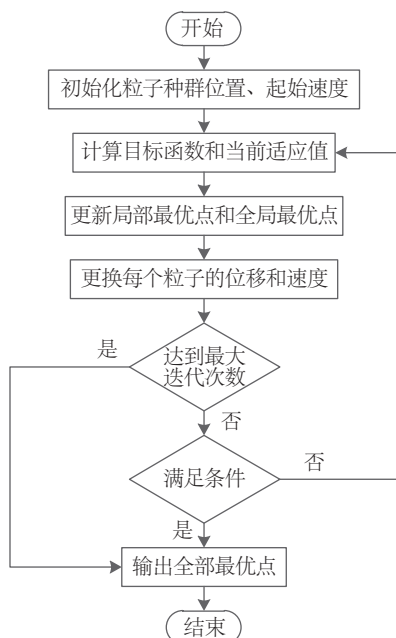 开始
初始化粒子种群位置、起始速度
计算目标函数和当前适应值
更新局部最优点和全局最优点
更换每个粒子的位移和速度
是
达到最大
迭代次数
否
满足条件
否
是
输出全部最优点
结束